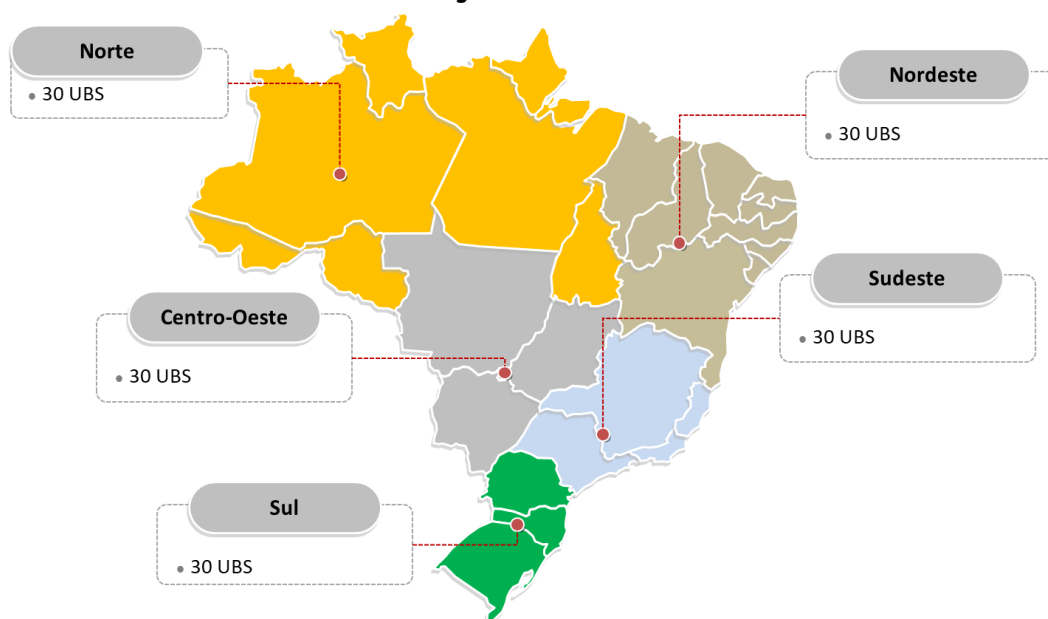 Norte
• 30 UBS
Nordeste
• 30 UBS
Sudeste
• 30 UBS
Centro-Oeste
• 30 UBS
Sul
• 30 UBS